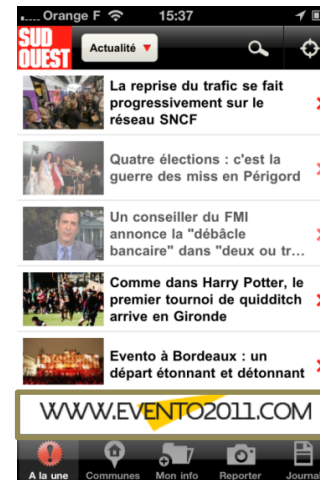 Orange F 15:37
SUD
OUEST
Actualité
La reprise du trafic se fait
progressivement sur le
réseau SNCF
Quatre élections : c'est la
guerre des miss en Périgord
Un conseiller du FMI
annonce la "débâcle
bancaire" dans "deux ou tr...
Comme dans Harry Potter, le
premier tournoi de quidditch
arrive en Gironde
Evento à Bordeaux : un
départ étonnant et détonnant
WWW.EVENTO2011.COM
A la une Communes Mon info Reporter Journal